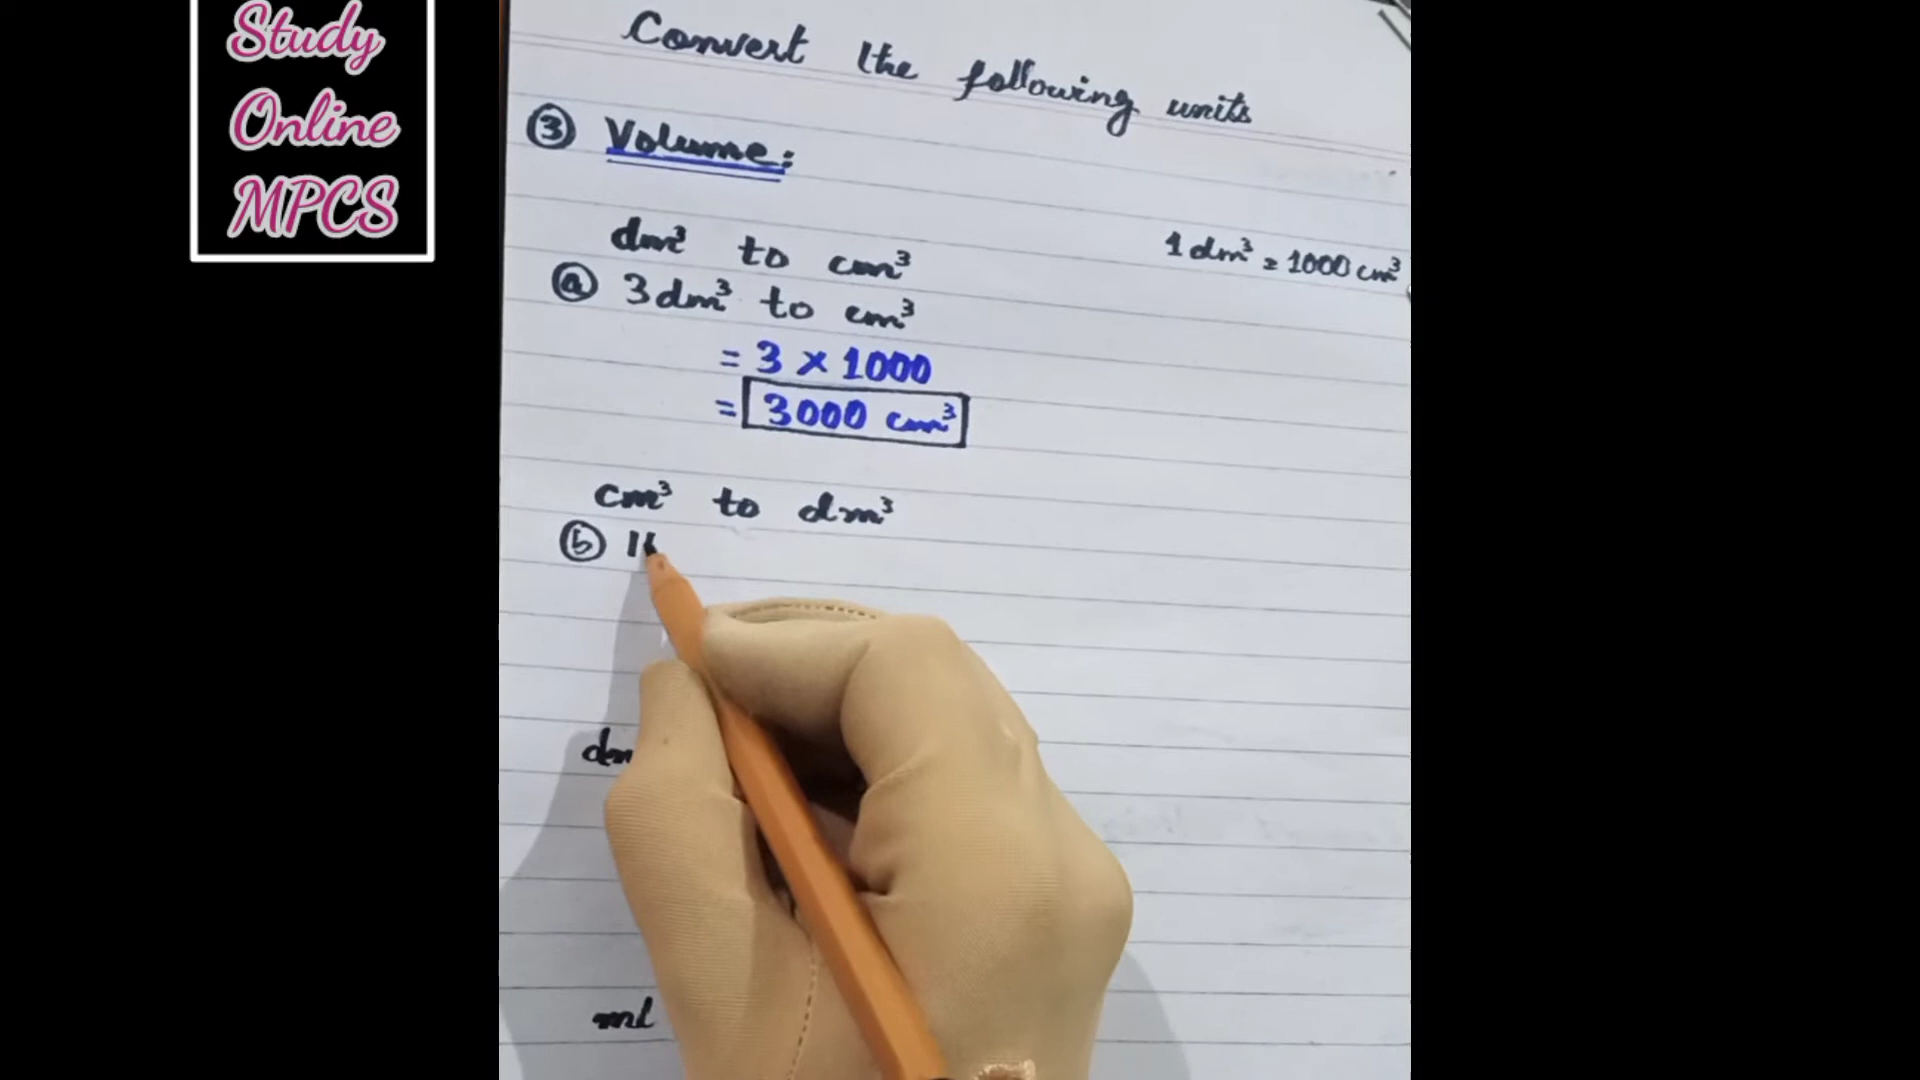 Study
Online
MPCS
Convert the following units
③ Volume:
dm³ to cm³
1 dm³ = 1000 cm³
ⓐ 3dm³ to cm³
= 3 × 1000
= 3000 cm³
cm³ to dm³
ⓑ
ml